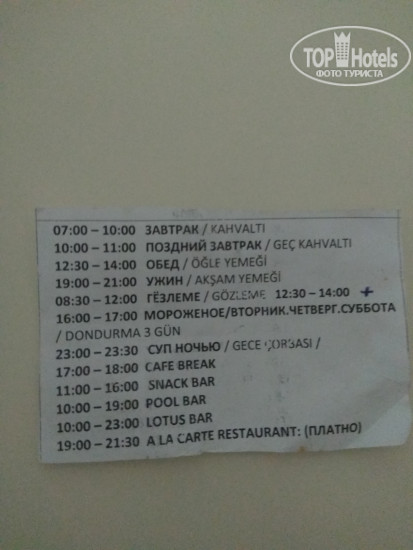 TOP Hotels
ФОТО ТУРИСТА
07:00 – 10:00 ЗАВТРАК / KAHVALTI
10:00 – 11:00 ПОЗДНИЙ ЗАВТРАК / GEÇ KAHVALTI
12:30 – 14:00 ОБЕД / ÖĞLE YEMEĞİ
19:00 – 21:00 УЖИН / AKŞAM YEMEĞİ
08:30 – 12:00 ГЁЗЛЕМЕ / GÖZLEME 12:30 – 14:00 +
16:00 – 17:00 МОРОЖЕНОЕ/ВТОРНИК.ЧЕТВЕРГ.СУББОТА
/ DONDURMA 3 GÜN
23:00 – 23:30 СУП НОЧЬЮ / GECE ÇORBASI /
17:00 – 18:00 CAFE BREAK
11:00 – 16:00 SNACK BAR
10:00 – 19:00 POOL BAR
10:00 – 23:00 LOTUS BAR
19:00 – 21:30 A LA CARTE RESTAURANT: (ПЛАТНО)